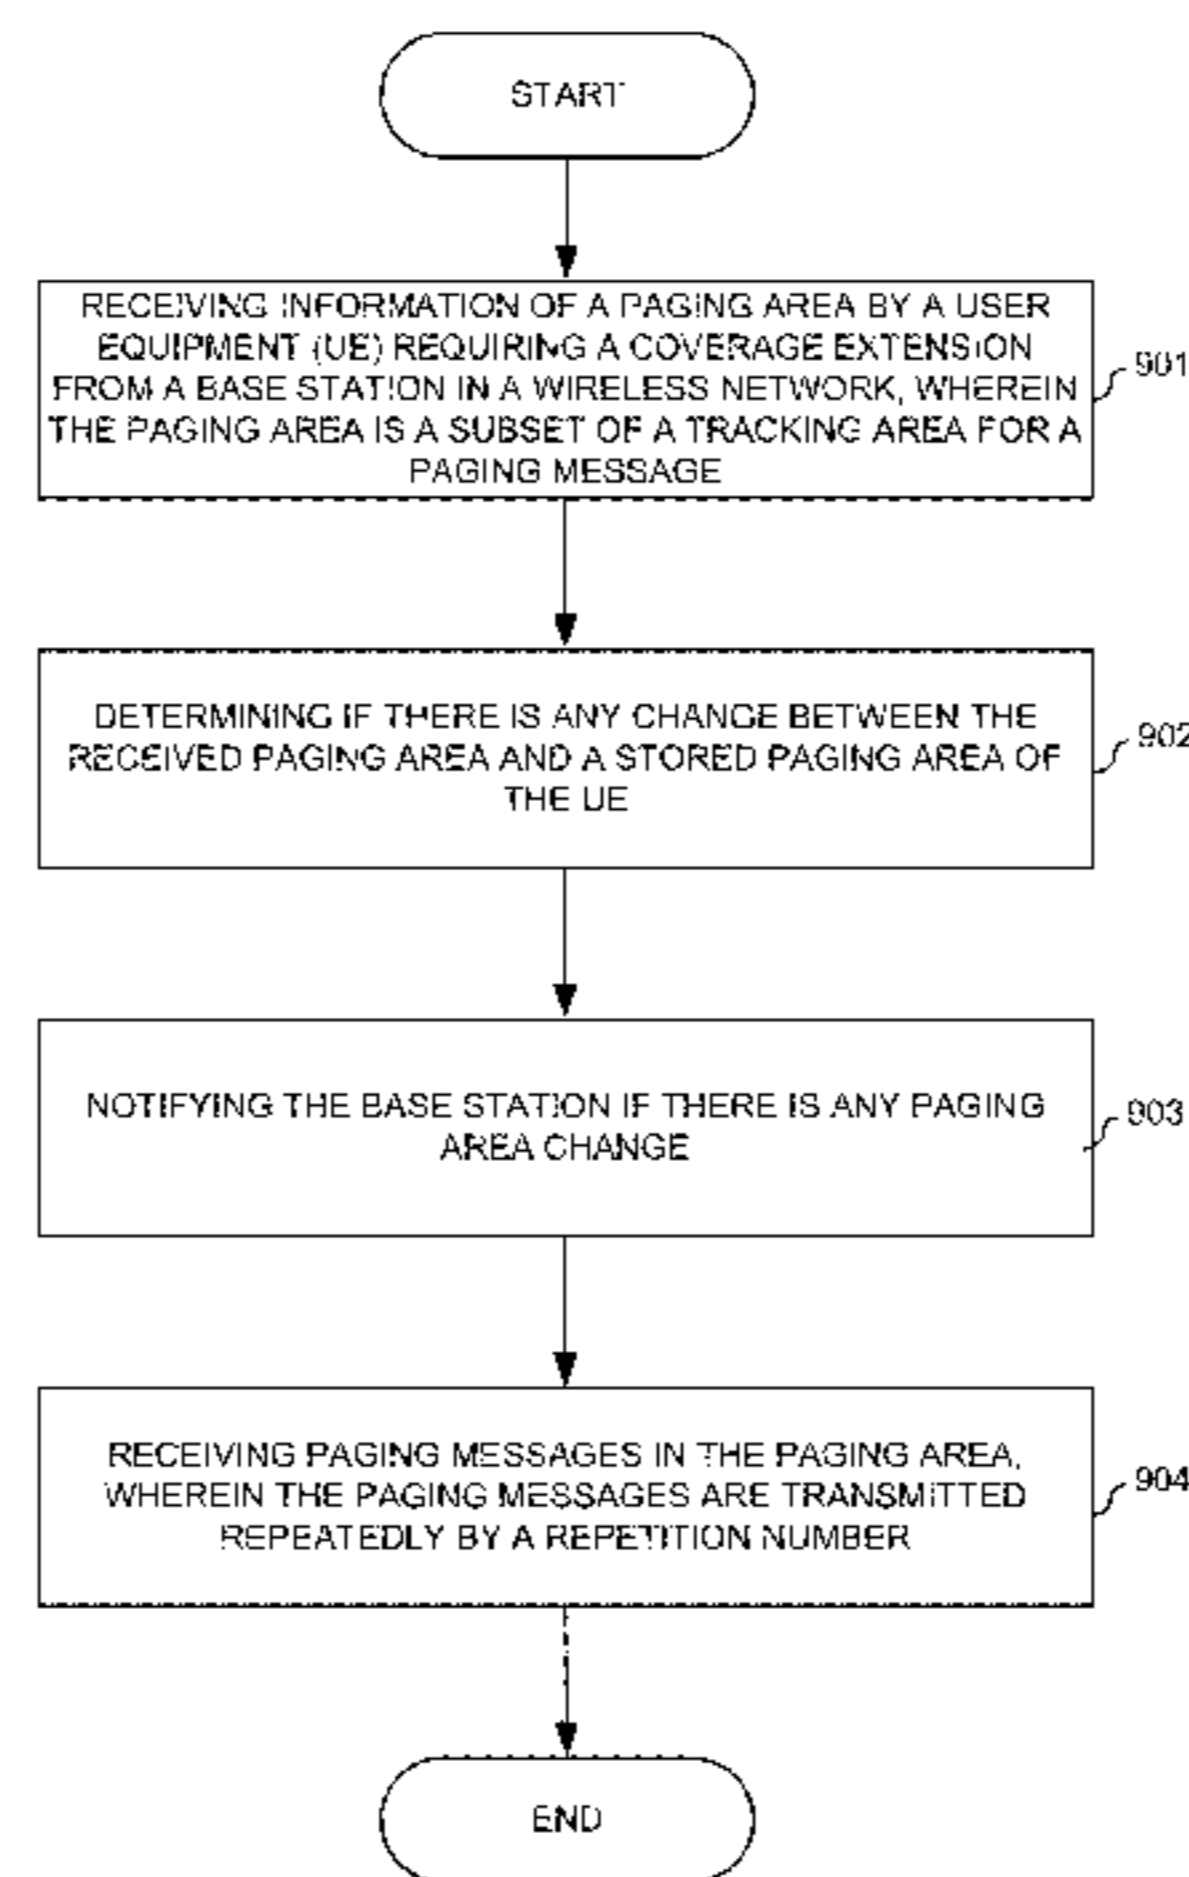 START
RECEIVING INFORMATION OF A PAGING AREA BY A USER
EQUIPMENT (UE) REQUIRING A COVERAGE EXTENSION
FROM A BASE STATION IN A WIRELESS NETWORK, WHEREIN
THE PAGING AREA IS A SUBSET OF A TRACKING AREA FOR A
PAGING MESSAGE
901
DETERMINING IF THERE IS ANY CHANGE BETWEEN THE
RECEIVED PAGING AREA AND A STORED PAGING AREA OF
THE UE
902
NOTIFYING THE BASE STATION IF THERE IS ANY PAGING
AREA CHANGE
903
RECEIVING PAGING MESSAGES IN THE PAGING AREA,
WHEREIN THE PAGING MESSAGES ARE TRANSMITTED
REPEATEDLY BY A REPETITION NUMBER
904
END